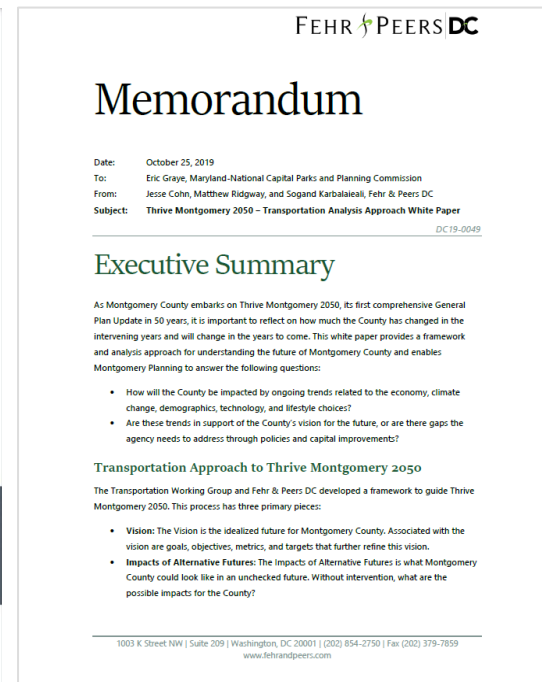 FEHR PEERS DC
Memorandum
Date: October 25, 2019
To: Eric Graye, Maryland-National Capital Parks and Planning Commission
From: Jesse Cohn, Matthew Ridgway, and Sogand Karbalaieali, Fehr & Peers DC
Subject: Thrive Montgomery 2050 – Transportation Analysis Approach White Paper
DC19-0049
Executive Summary
As Montgomery County embarks on Thrive Montgomery 2050, its first comprehensive General
Plan Update in 50 years, it is important to reflect on how much the County has changed in the
intervening years and will change in the years to come. This white paper provides a framework
and analysis approach for understanding the future of Montgomery County and enables
Montgomery Planning to answer the following questions:
• How will the County be impacted by ongoing trends related to the economy, climate
change, demographics, technology, and lifestyle choices?
• Are these trends in support of the County's vision for the future, or are there gaps the
agency needs to address through policies and capital improvements?
Transportation Approach to Thrive Montgomery 2050
The Transportation Working Group and Fehr & Peers DC developed a framework to guide Thrive
Montgomery 2050. This process has three primary pieces:
• Vision: The Vision is the idealized future for Montgomery County. Associated with the
vision are goals, objectives, metrics, and targets that further refine this vision.
• Impacts of Alternative Futures: The Impacts of Alternative Futures is what Montgomery
County could look like in an unchecked future. Without intervention, what are the
possible impacts for the County?
1003 K Street NW | Suite 209 | Washington, DC 20001 | (202) 854-2750 | Fax (202) 379-7859
www.fehrandpeers.com